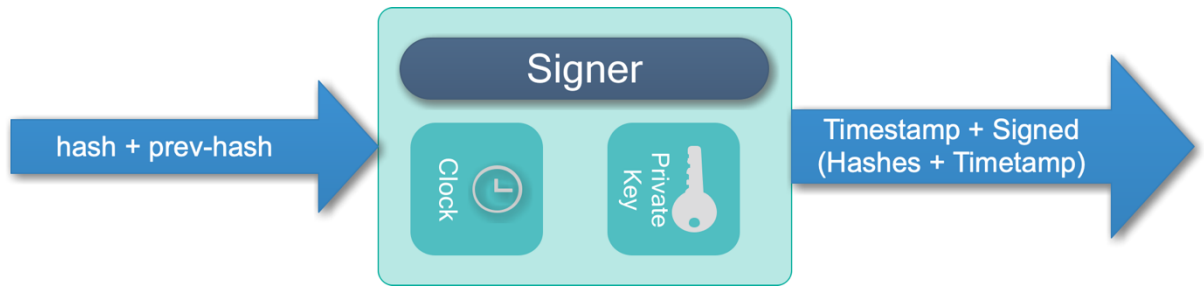 Signer
hash + prev-hash
Clock
Private
Key
Timestamp + Signed
(Hashes + Timetamp)